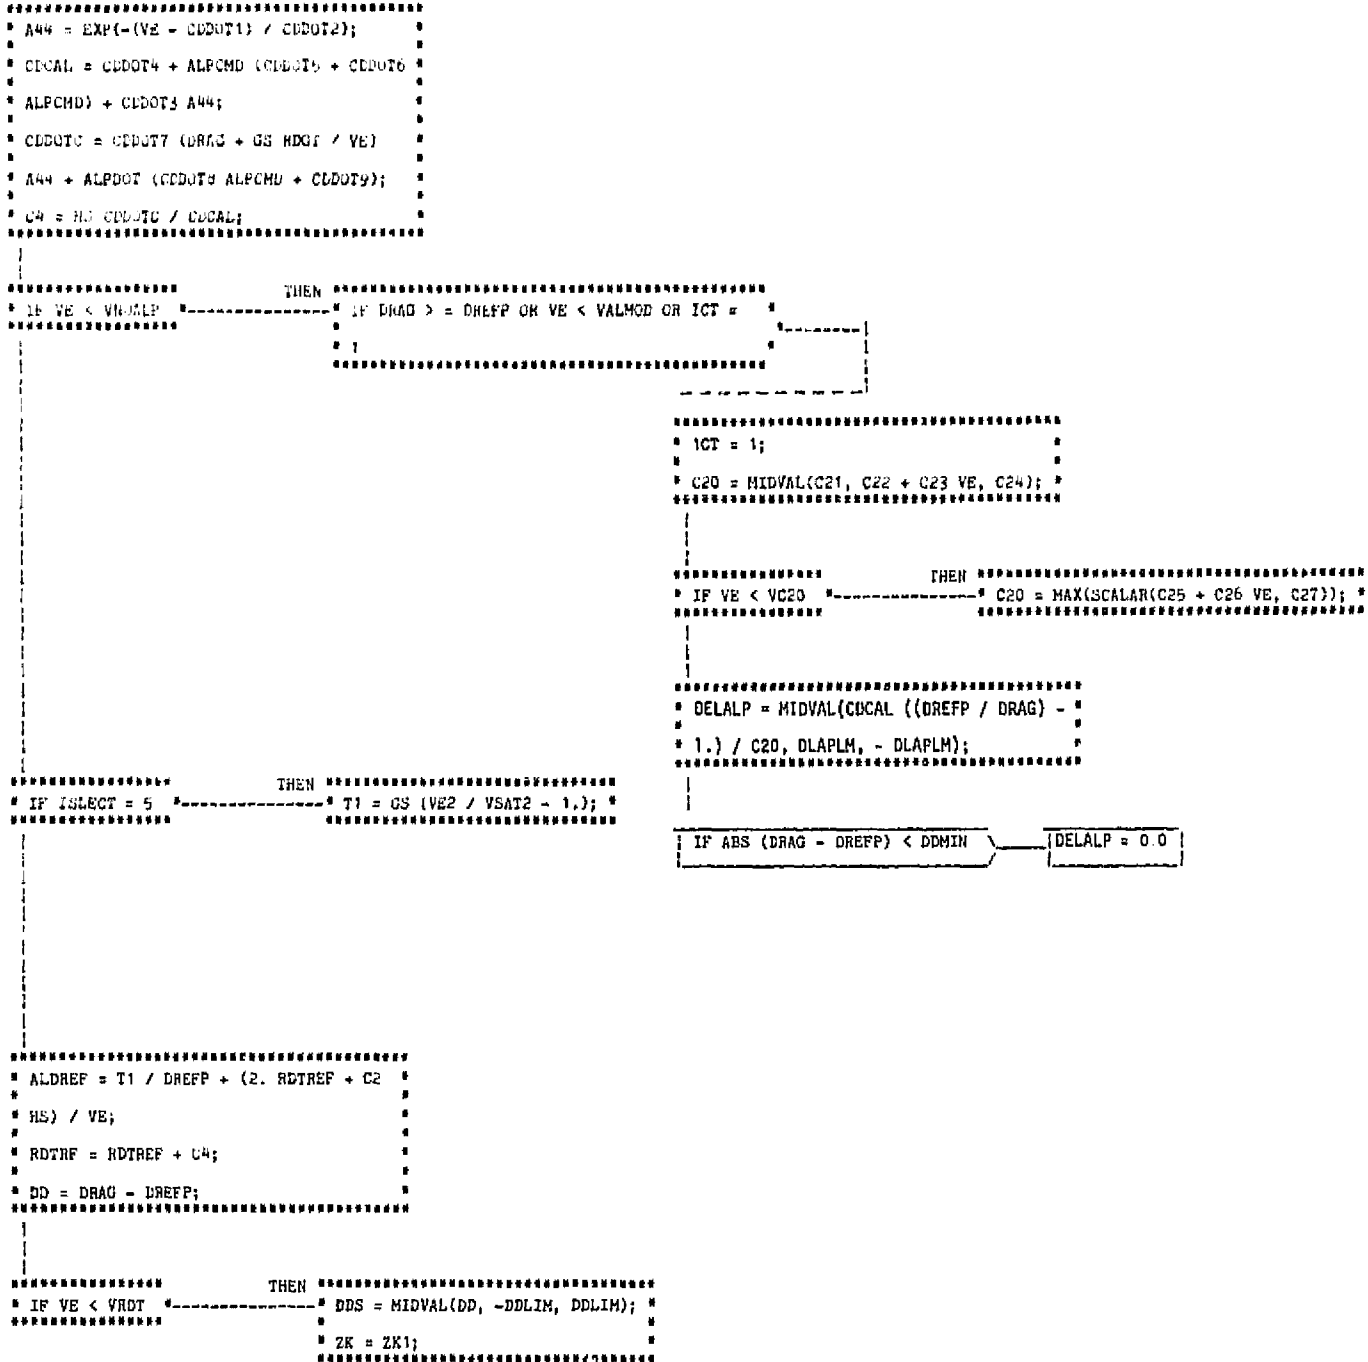 A44 = EXP(-(VE - CDDOT1) / CDDOT2);
CDCAL = CDDOT4 + ALPCMD (CDDOT5 + CDDOT6
ALPCMD) + CDDOT3 A44;
CDDOTC = CDDOT7 (DRAG + GS RDOT / VE)
A44 + ALPDOT (CDDOT8 ALPCMD + CDDOT9);
C4 = HS CDDOTC / CDCAL;
IF VE < VNOALP THEN IF DRAG > = DREFP OR VE < VALMOD OR ICT =
1
ICT = 1;
C20 = MIDVAL(C21, C22 + C23 VE, C24);
IF VE < VC20 THEN C20 = MAX(SCALAR(C25 + C26 VE, C27));
DELALP = MIDVAL(CDCAL ((DREFP / DRAG) -
1.) / C20, DLAPLM, - DLAPLM);
IF ISLECT = 5 THEN T1 = GS (VE2 / VSAT2 - 1.);
IF ABS (DRAG - DREFP) < DDMIN DELALP = 0.0
ALDREF = T1 / DREFP + (2. RDTREF + C2
HS) / VE;
RDTRF = RDTREF + C4;
DD = DRAG - DREFP;
IF VE < VRDT THEN DDS = MIDVAL(DD, -DDLIM, DDLIM);
ZK = ZK1;